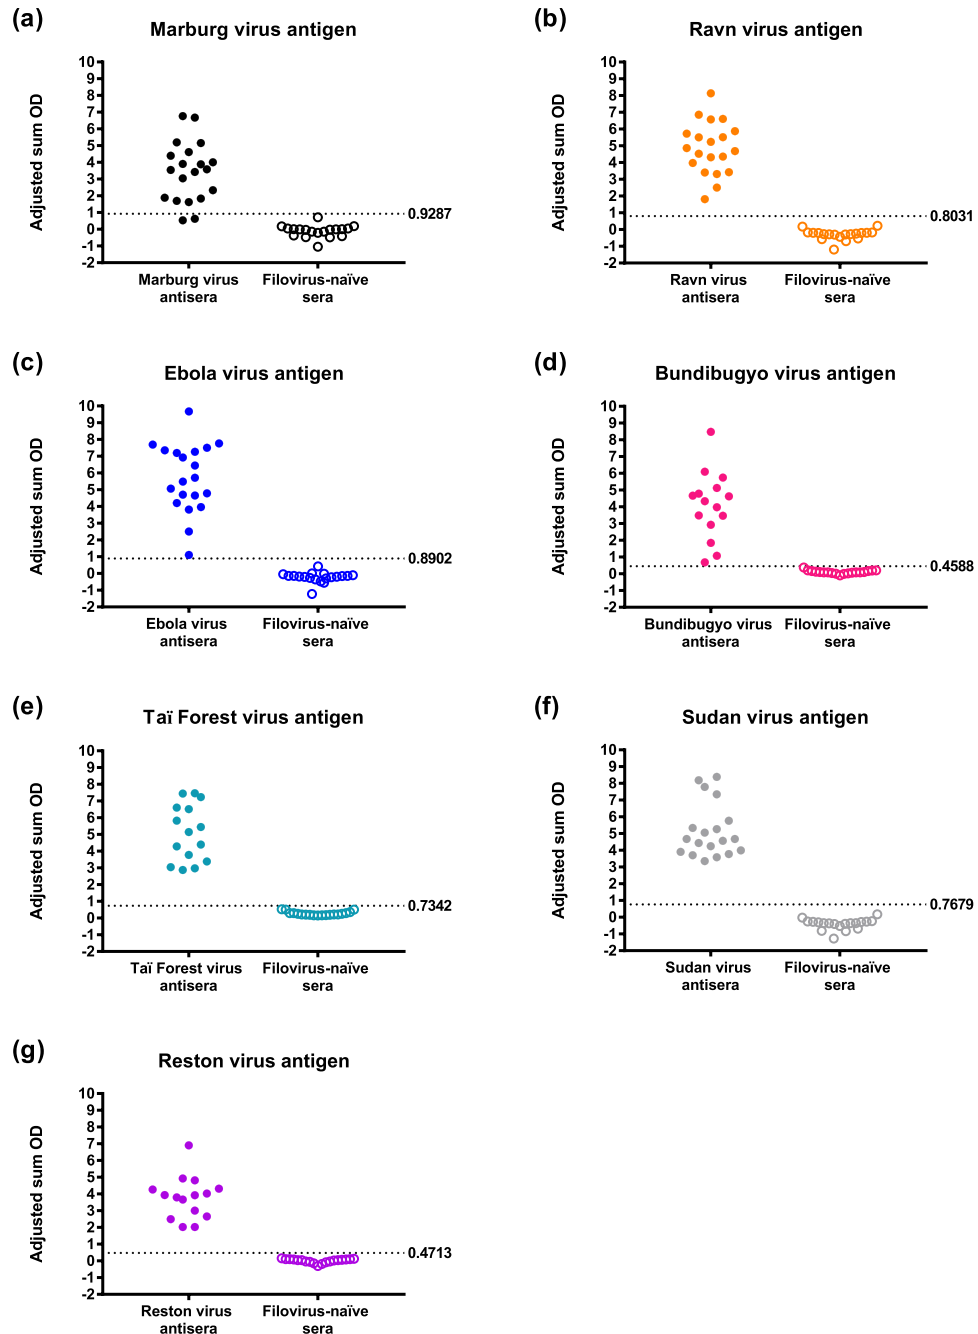 (a)
Marburg virus antigen
Adjusted sum OD
10
9
8
7
6
5
4
3
2
1
0
-1
-2
0.9287
Marburg virus antisera
Filovirus-naïve sera
(b)
Ravn virus antigen
Adjusted sum OD
10
9
8
7
6
5
4
3
2
1
0
-1
-2
0.8031
Ravn virus antisera
Filovirus-naïve sera
(c)
Ebola virus antigen
Adjusted sum OD
10
9
8
7
6
5
4
3
2
1
0
-1
-2
0.8902
Ebola virus antisera
Filovirus-naïve sera
(d)
Bundibugyo virus antigen
Adjusted sum OD
10
9
8
7
6
5
4
3
2
1
0
-1
-2
0.4588
Bundibugyo virus antisera
Filovirus-naïve sera
(e)
Taï Forest virus antigen
Adjusted sum OD
10
9
8
7
6
5
4
3
2
1
0
-1
-2
0.7342
Taï Forest virus antisera
Filovirus-naïve sera
(f)
Sudan virus antigen
Adjusted sum OD
10
9
8
7
6
5
4
3
2
1
0
-1
-2
0.7679
Sudan virus antisera
Filovirus-naïve sera
(g)
Reston virus antigen
Adjusted sum OD
10
9
8
7
6
5
4
3
2
1
0
-1
-2
0.4713
Reston virus antisera
Filovirus-naïve sera